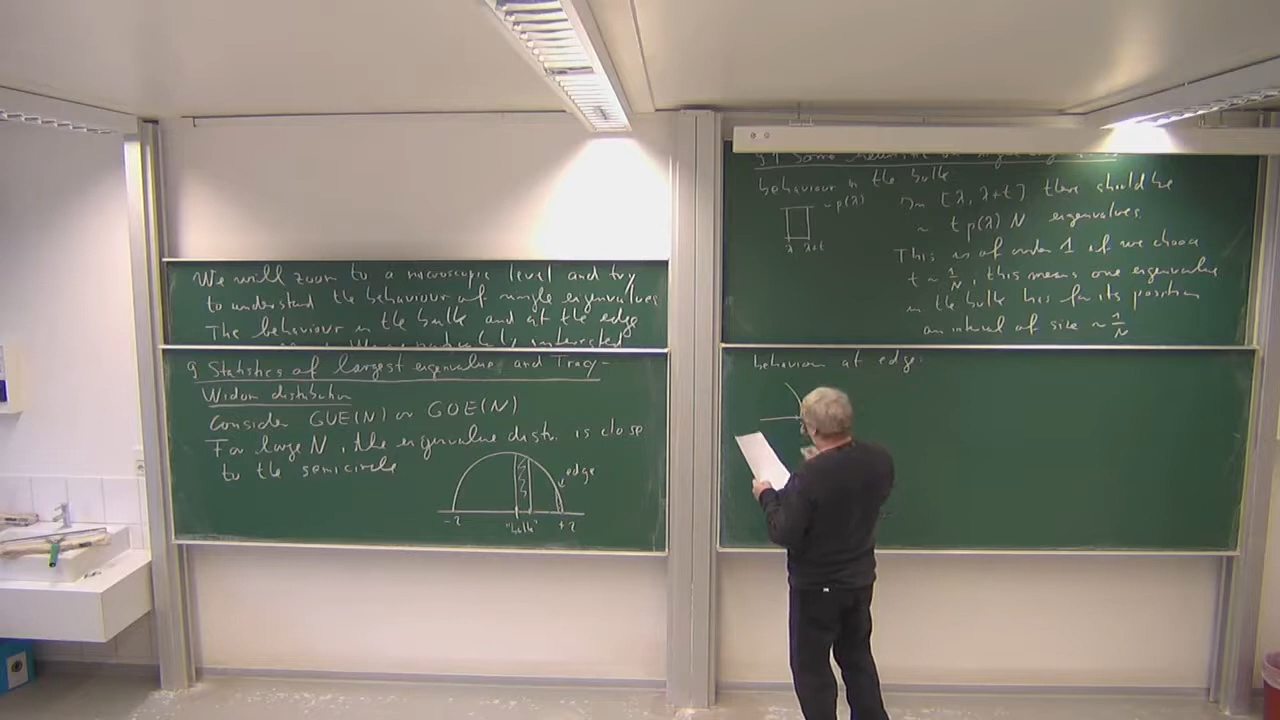 We will zoom to a microscopic level and try
to understand the behaviour of single eigenvalues
The behaviour in the bulk and at the edge
interested
9 Statistics of largest eigenvalue and Tracy-
Widom distribution
Consider GUE(N) or GOE(N)
For large N, the eigenvalue distr. is close
to the semicircle
edge
-2 "bulk" +2
9.1 Some
behaviour in the bulk:
~p(λ)
λ λ+t
In [λ, λ+t] there should be
~ t p(λ) N eigenvalues.
This is of order 1 if we choose
t ~ 1/N, this means one eigenvalue
in the bulk has for its position
an interval of size ~ 1/N
behaviour at edge: